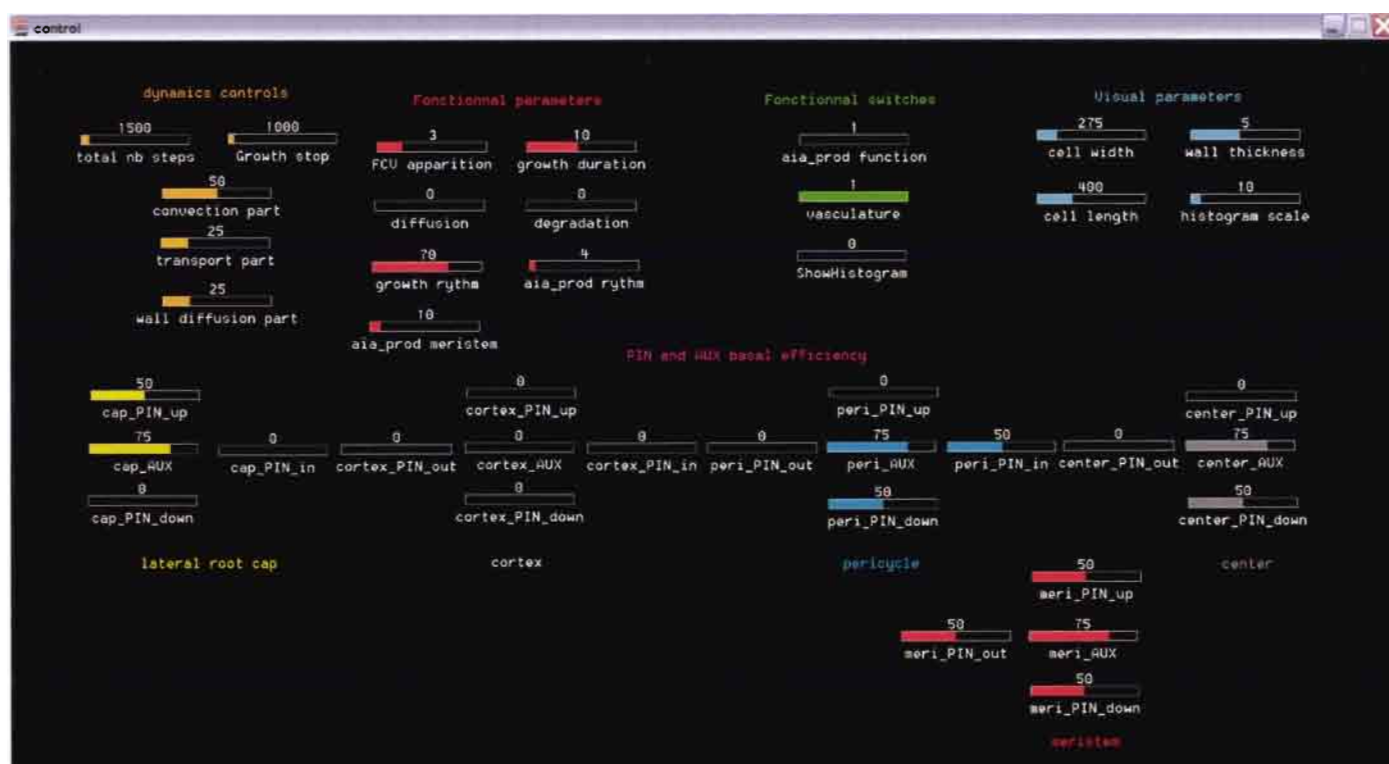 control
dynamics controls
Fonctionnal parameters
Fonctionnal switches
Visual parameters
1500 1000
total nb steps Growth stop
50
convection part
25
transport part
25
wall diffusion part
3 10
FCV apparition growth duration
0 0
diffusion degradation
70 4
growth rythm aia_prod rythm
10
aia_prod meristem
1
aia_prod function
1
vasculature
0
ShowHistogram
275 5
cell width wall thickness
400 10
cell length histogram scale
PIN and AUX basal efficiency
50 0 0 0
cap_PIN_up cortex_PIN_up peri_PIN_up center_PIN_up
75 0 0 0 0 0 75 50 0 75
cap_AUX cap_PIN_in cortex_PIN_out cortex_AUX cortex_PIN_in peri_PIN_out peri_AUX peri_PIN_in center_PIN_out center_AUX
0 0 50 50
cap_PIN_down cortex_PIN_down peri_PIN_down center_PIN_down
lateral root cap cortex pericycle center
50
meri_PIN_up
50 75
meri_PIN_out meri_AUX
50
meri_PIN_down
meristem